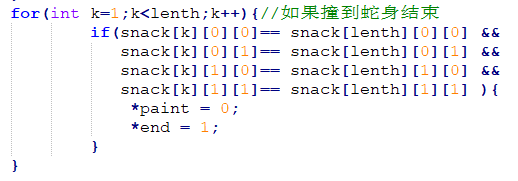 for(int k=1;k<lenth;k++){//如果撞到蛇身结束
if(snack[k][0][0]== snack[lenth][0][0] &&
snack[k][0][1]== snack[lenth][0][1] &&
snack[k][1][0]== snack[lenth][1][0] &&
snack[k][1][1]== snack[lenth][1][1] ){
*paint = 0;
*end = 1;
}
}